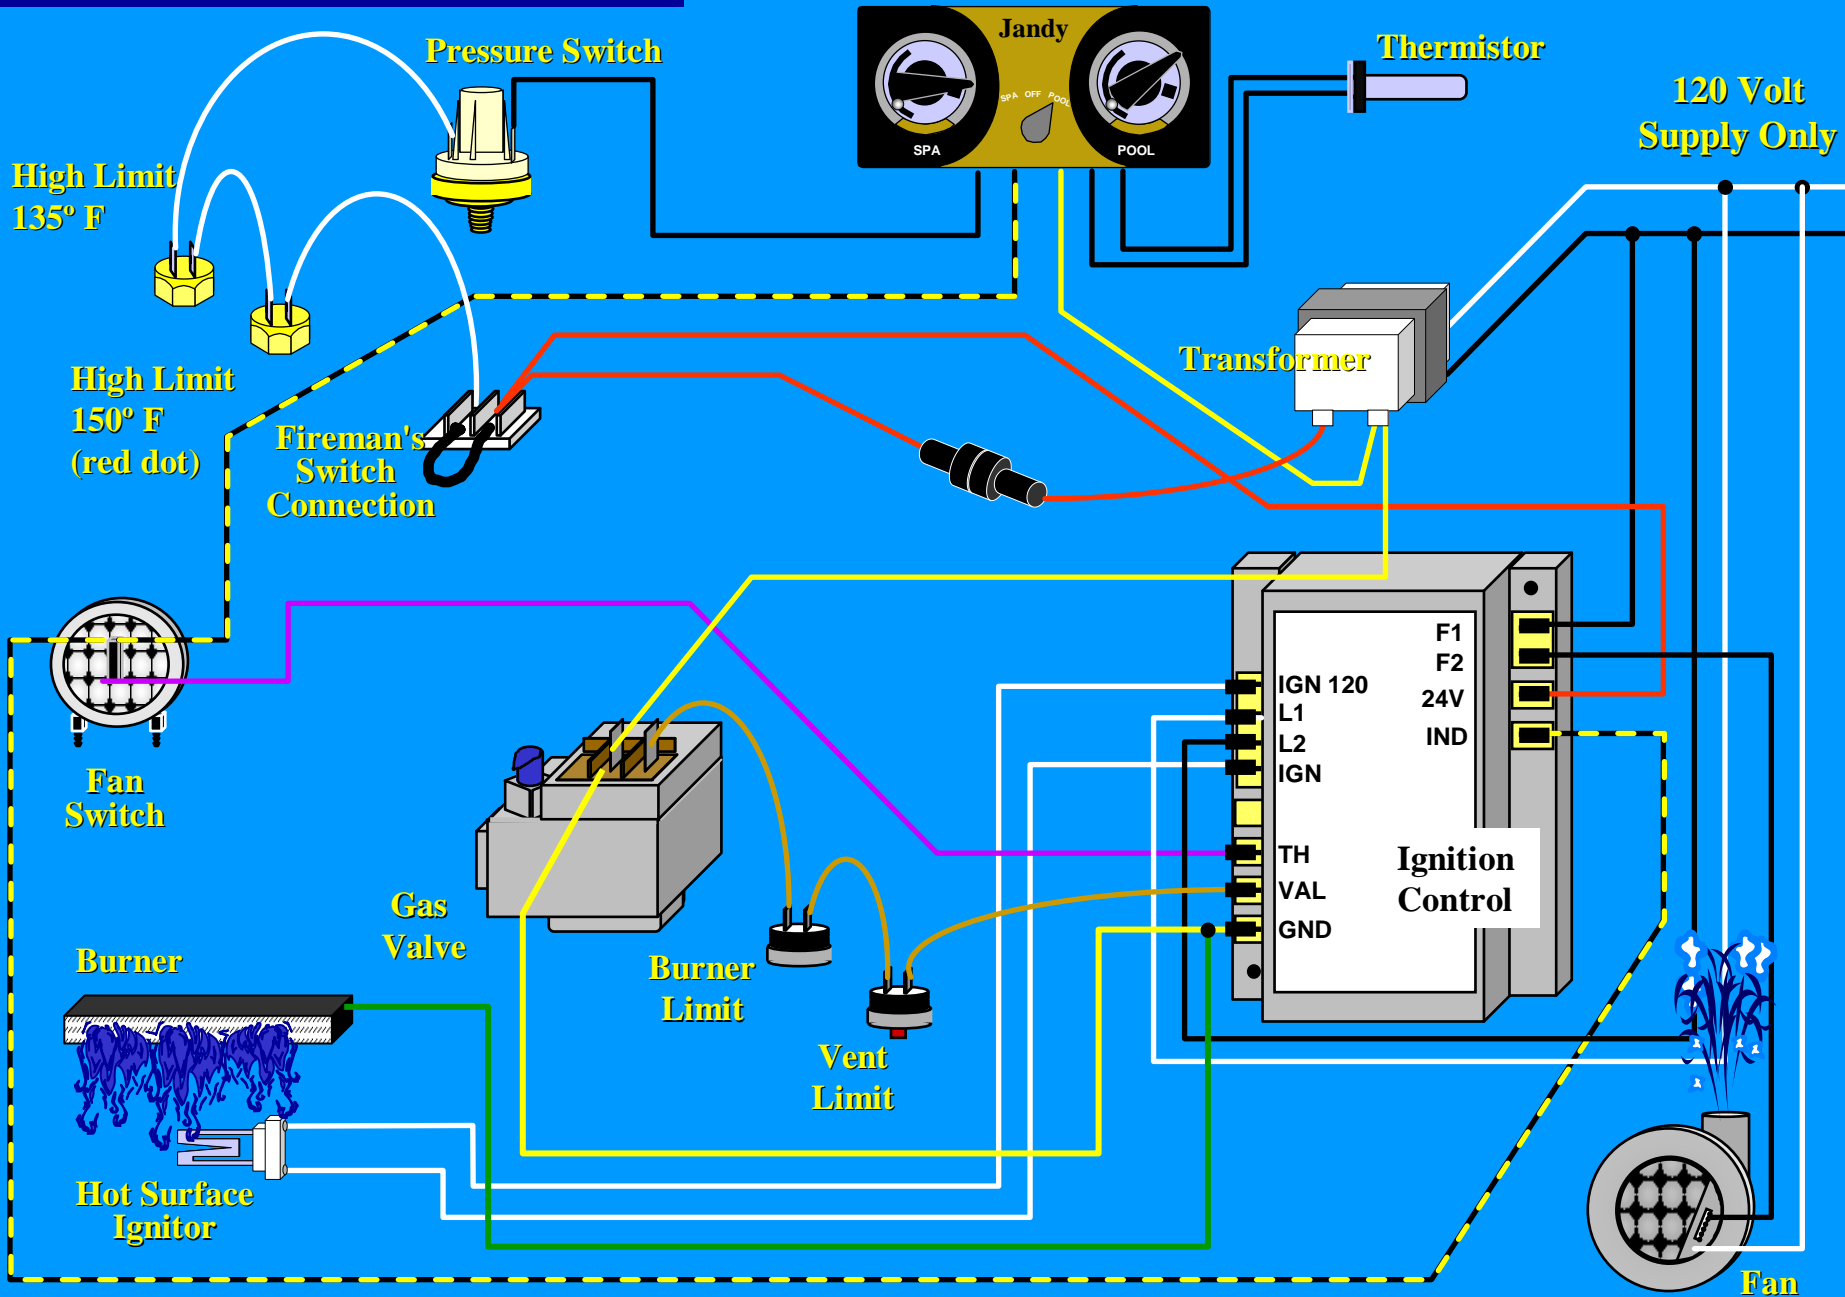 Pressure Switch
Jandy
SPA OFF POOL
SPA
POOL
Thermistor
120 Volt
Supply Only
High Limit
135º F
High Limit
150º F
(red dot)
Fireman's
Switch
Connection
Transformer
Fan
Switch
Gas
Valve
Burner
Limit
Vent
Limit
Burner
Hot Surface
Ignitor
IGN 120
L1
L2
IGN
TH
VAL
GND
F1
F2
24V
IND
Ignition
Control
Fan